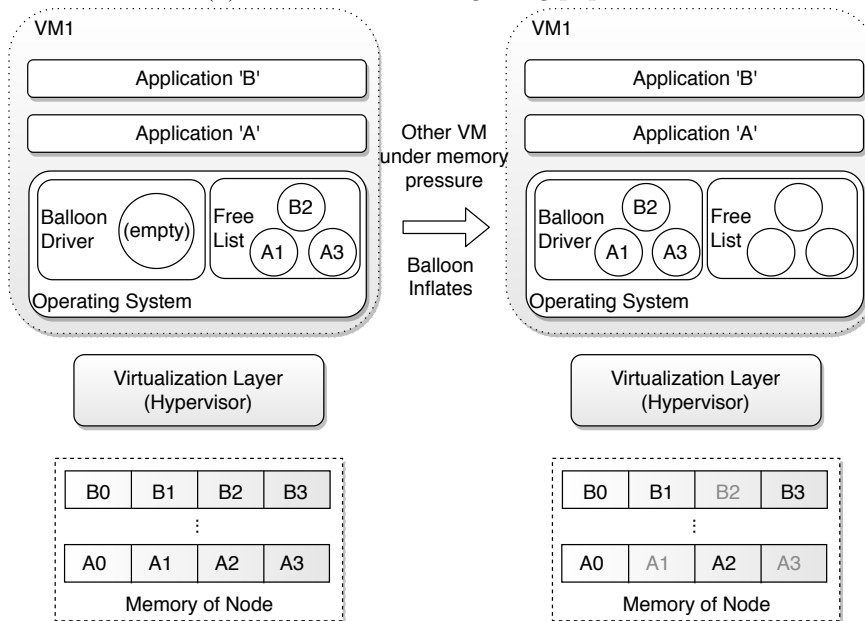 VM1
Application 'B'
Application 'A'
Balloon
Driver
(empty)
Free
List
B2
A1
A3
Operating System
Virtualization Layer
(Hypervisor)
B0 B1 B2 B3
...
A0 A1 A2 A3
Memory of Node
Other VM
under memory
pressure
Balloon
Inflates
VM1
Application 'B'
Application 'A'
Balloon
Driver
B2
A1
A3
Free
List
Operating System
Virtualization Layer
(Hypervisor)
B0 B1 B2 B3
...
A0 A1 A2 A3
Memory of Node